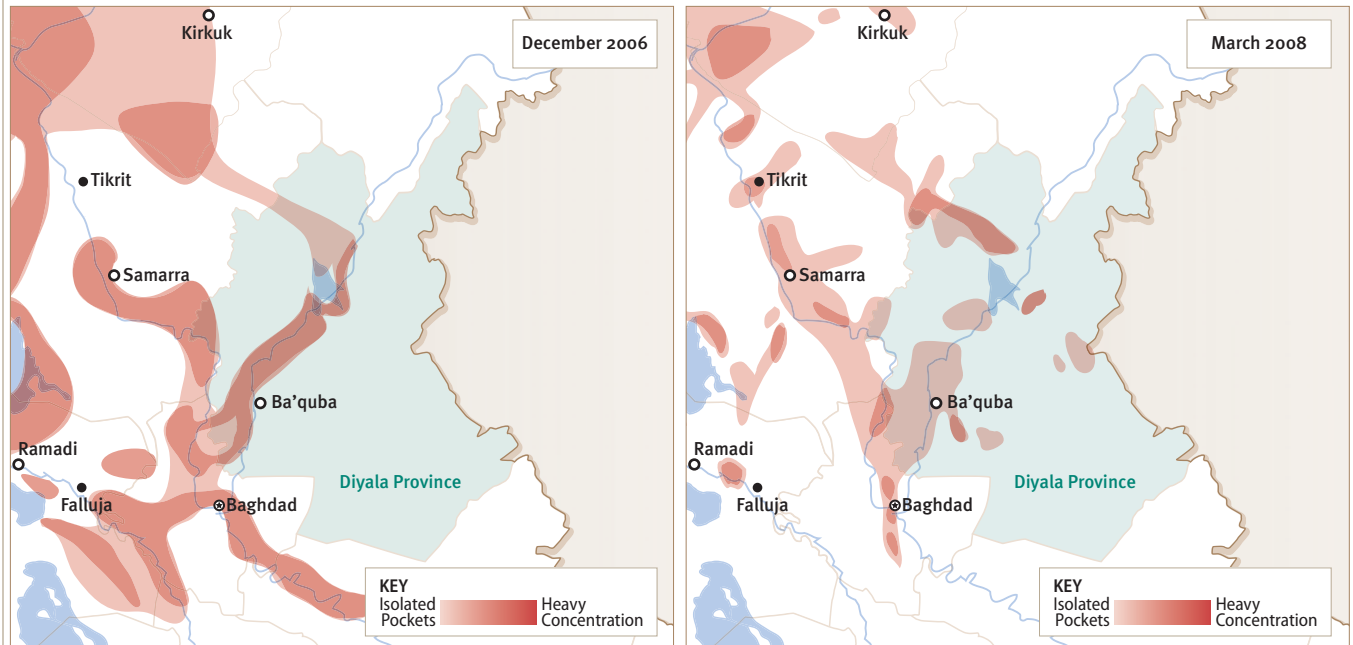 Kirkuk
December 2006
Tikrit
Samarra
Ba’quba
Ramadi
Diyala Province
Falluja
Baghdad
KEY
Isolated
Pockets
Heavy
Concentration
Kirkuk
March 2008
Tikrit
Samarra
Ba’quba
Ramadi
Diyala Province
Falluja
Baghdad
KEY
Isolated
Pockets
Heavy
Concentration